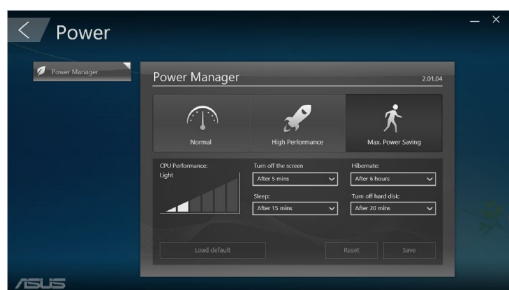 Power
Power Manager
Power Manager
2.01.04
Normal
High Performance
Max. Power Saving
CPU Performance:
Light
Turn off the screen
After 5 mins
Hibernate:
After 6 hours
Sleep:
After 15 mins
Turn off hard disk:
After 20 mins
Load default
Reset
Save
ASUS